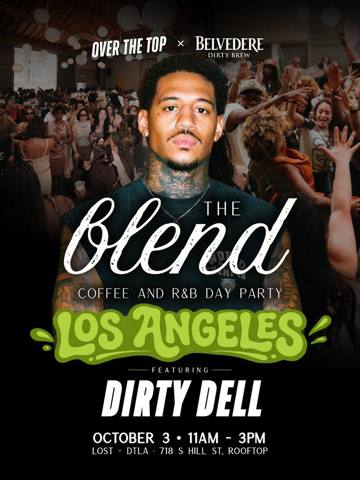 OVER THE TOP × BELVEDERE
DIRTY BREW
THE
blend
COFFEE AND R&B DAY PARTY
LOS ANGELES
FEATURING
DIRTY DELL
OCTOBER 3 • 11AM - 3PM
LOST - DTLA · 718 S HILL ST, ROOFTOP